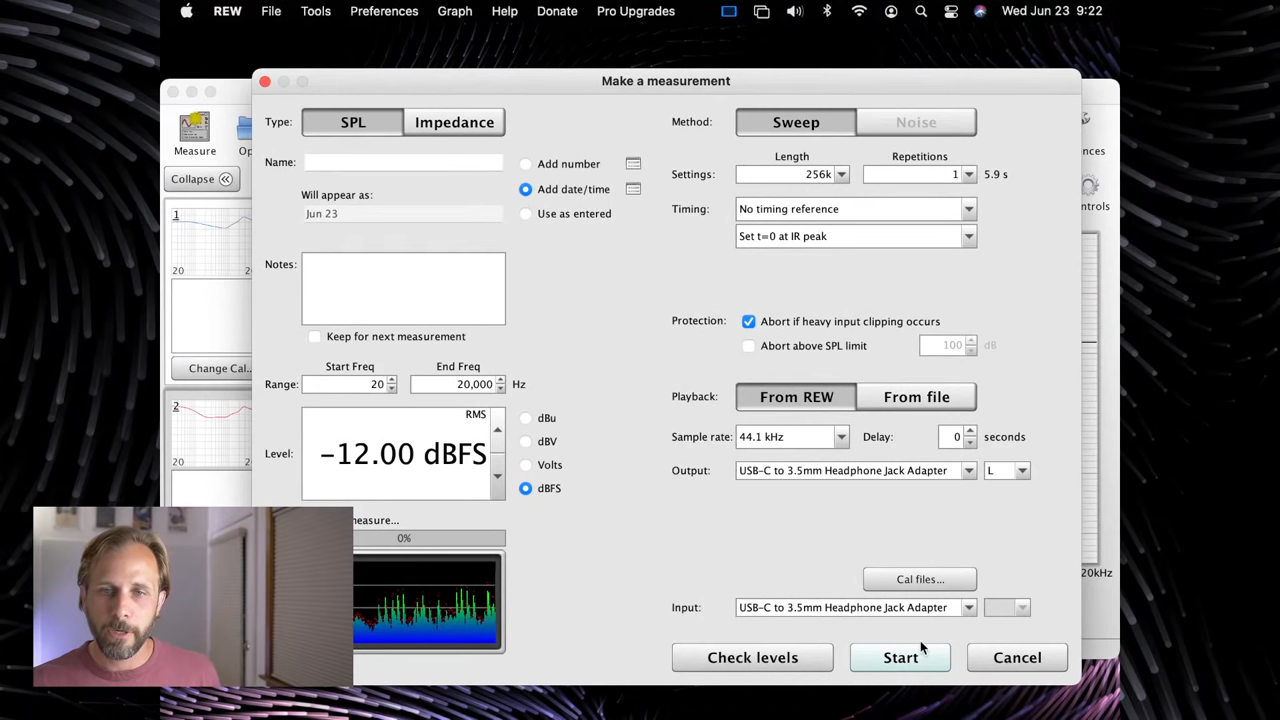 REW File Tools Preferences Graph Help Donate Pro Upgrades Wed Jun 23 9:22
Make a measurement
Type: SPL Impedance
Method: Sweep Noise
Measure
Collapse
Length Repetitions
Settings: 256k 1 5.9 s
Name:
Add number
Add date/time
Use as entered
Will appear as:
Jun 23
Timing: No timing reference
Set t=0 at IR peak
Notes:
Keep for next measurement
Protection: Abort if heavy input clipping occurs
Abort above SPL limit 100 dB
1
20
Change Cal...
2
20
Start Freq End Freq
Range: 20 20,000 Hz
Playback: From REW From file
RMS
Level: -12.00 dBFS
dBu
dBV
Volts
dBFS
Sample rate: 44.1 kHz Delay: 0 seconds
Output: USB-C to 3.5mm Headphone Jack Adapter L
0%
Cal files...
Input: USB-C to 3.5mm Headphone Jack Adapter
20kHz
Check levels Start Cancel